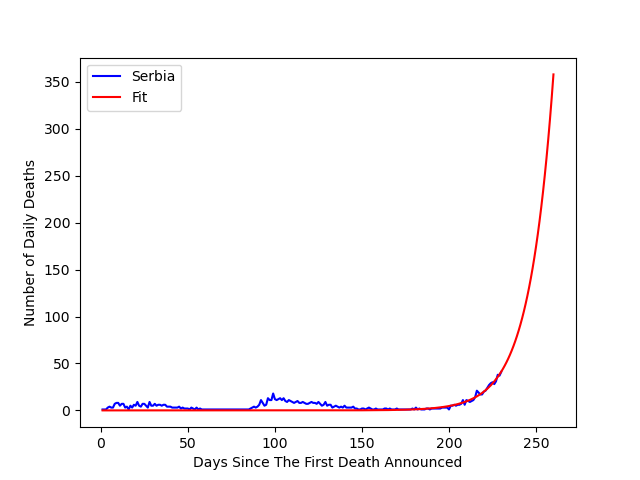 Serbia
Fit
Number of Daily Deaths
350
300
250
200
150
100
50
0
0 50 100 150 200 250
Days Since The First Death Announced